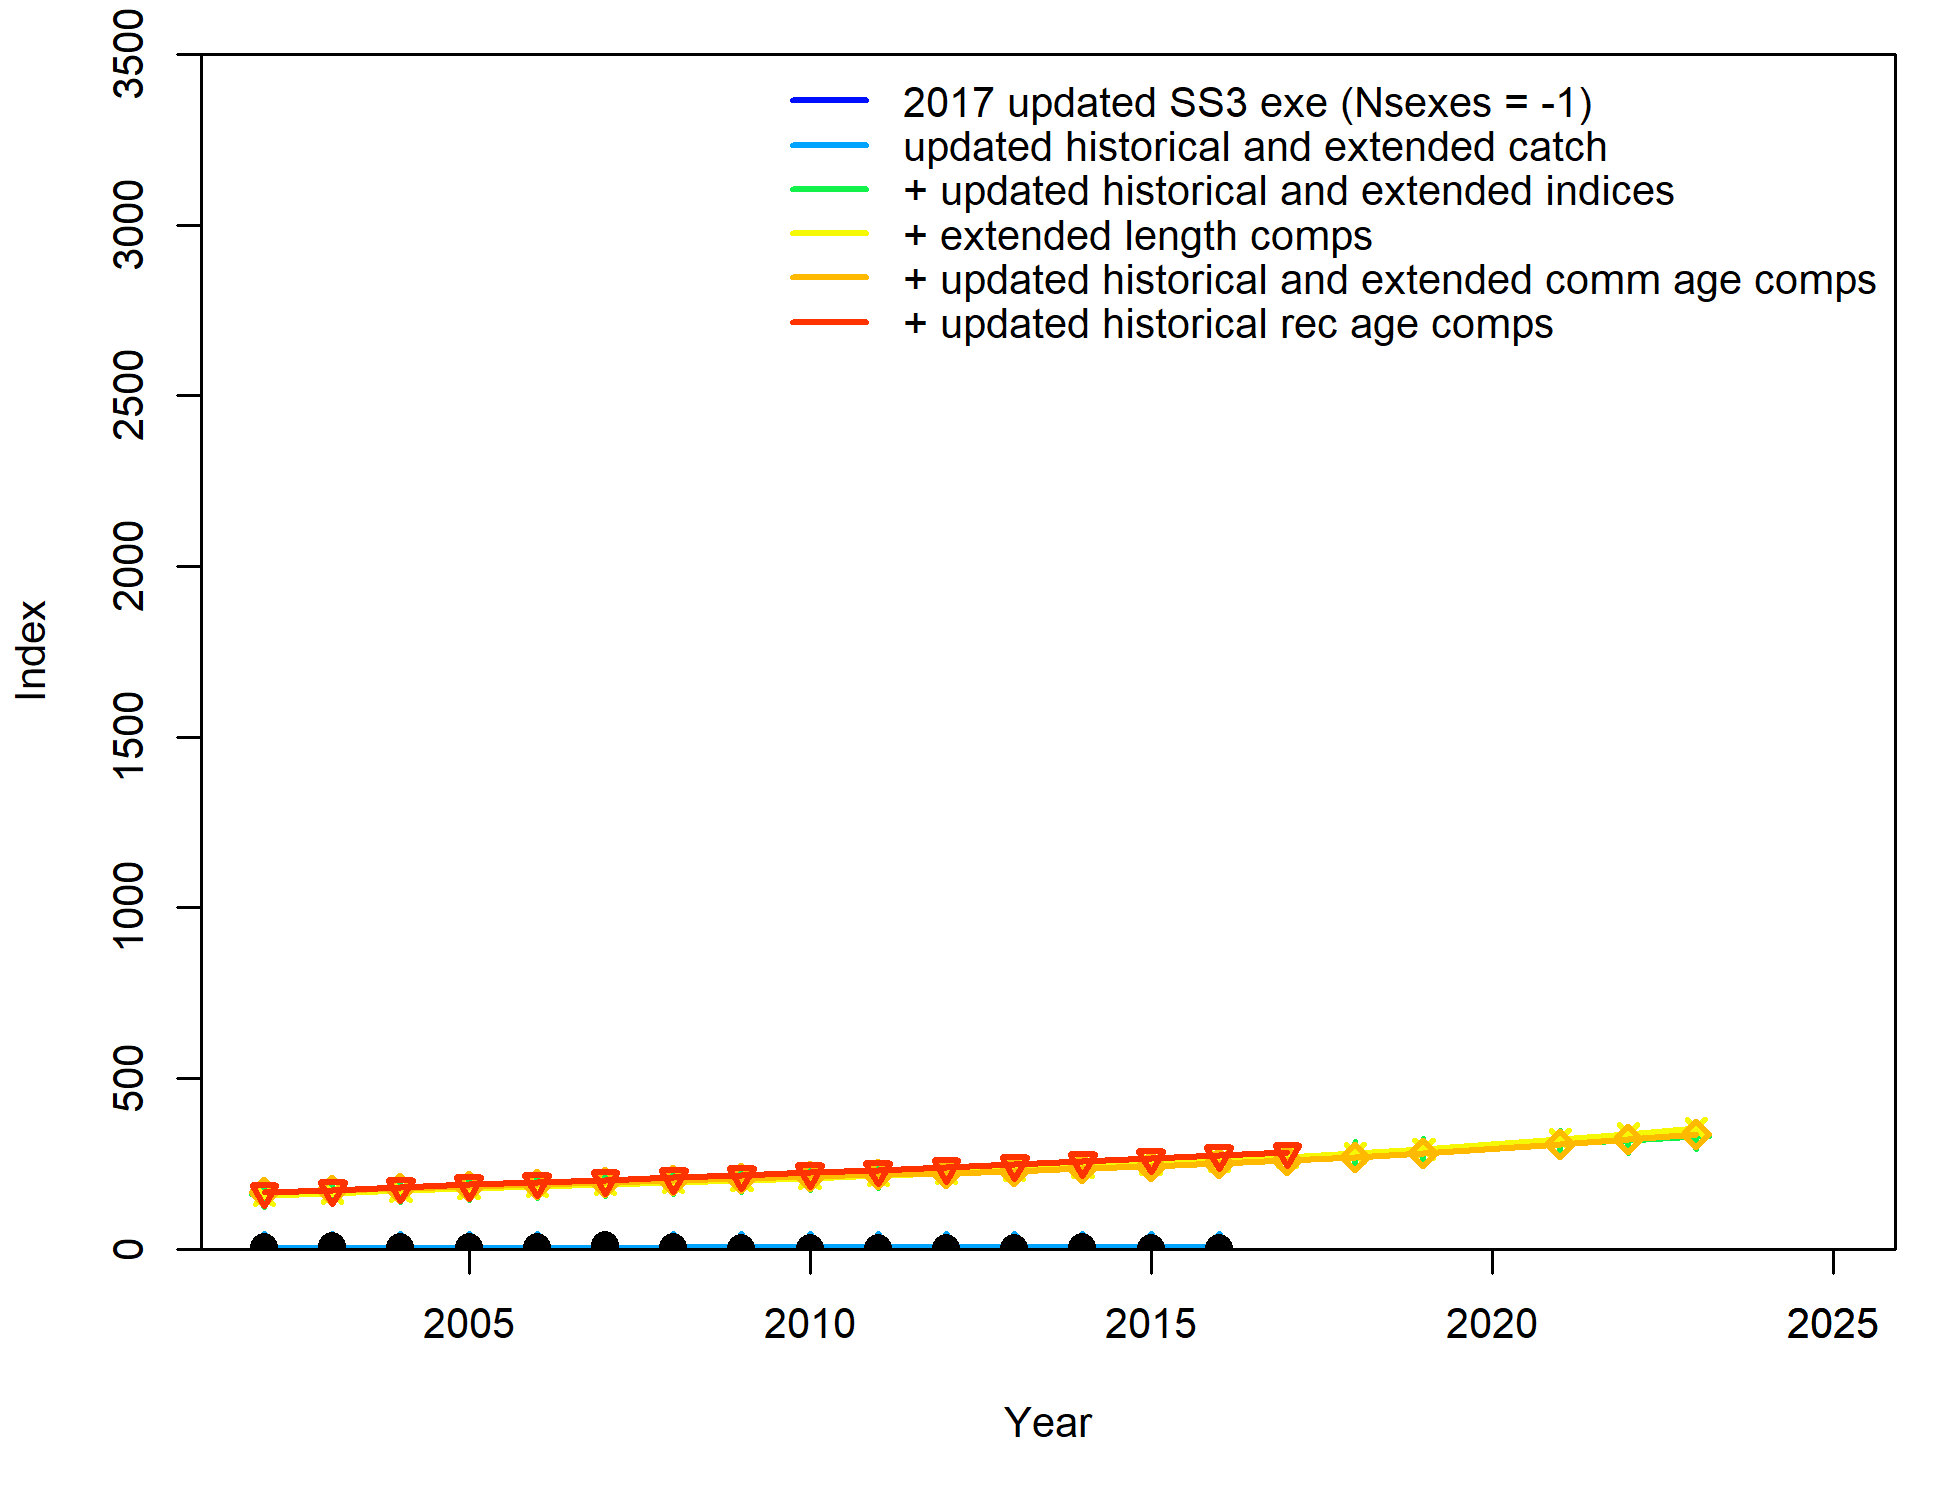 3500
3000
2500
2000
1500
1000
500
0
Index
2017 updated SS3 exe (Nsexes = -1)
updated historical and extended catch
+ updated historical and extended indices
+ extended length comps
+ updated historical and extended comm age comps
+ updated historical rec age comps
2005 2010 2015 2020 2025
Year